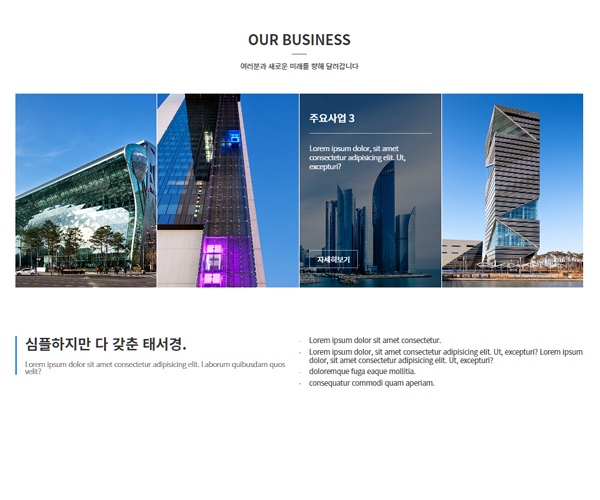 OUR BUSINESS
여러분과 새로운 미래를 향해 달려갑니다
주요사업 3
Lorem ipsum dolor, sit amet
consectetur adipisicing elit. Ut,
excepturi?
자세히보기
심플하지만 다 갖춘 태서경.
Lorem ipsum dolor sit amet consectetur adipisicing elit. Laborum quibusdam quos
velit?
Lorem ipsum dolor sit amet consectetur.
Lorem ipsum dolor, sit amet consectetur adipisicing elit. Ut, excepturi? Lorem ipsum
dolor, sit amet consectetur adipisicing elit. Ut, excepturi?
doloremque fuga eaque mollitia.
consequatur commodi quam aperiam.